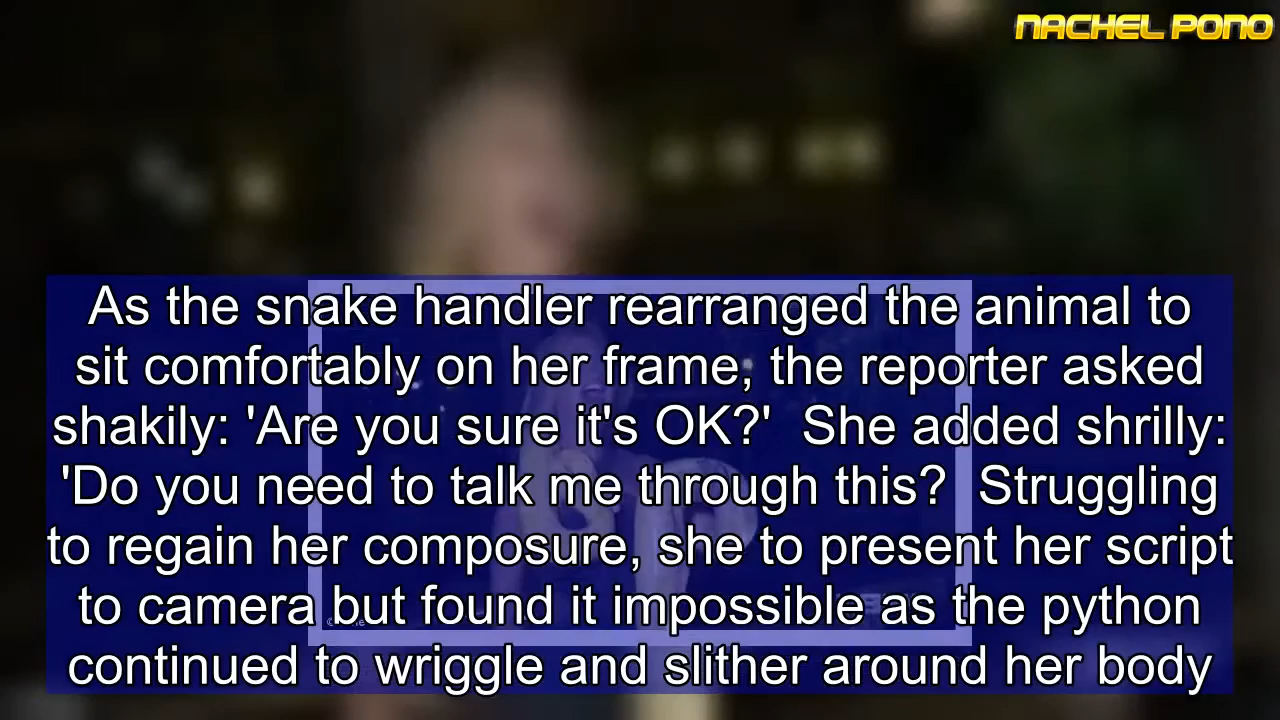 NACHEL PONO
As the snake handler rearranged the animal to
sit comfortably on her frame, the reporter asked
shakily: 'Are you sure it's OK?'  She added shrilly:
'Do you need to talk me through this?  Struggling
to regain her composure, she to present her script
to camera but found it impossible as the python
continued to wriggle and slither around her body